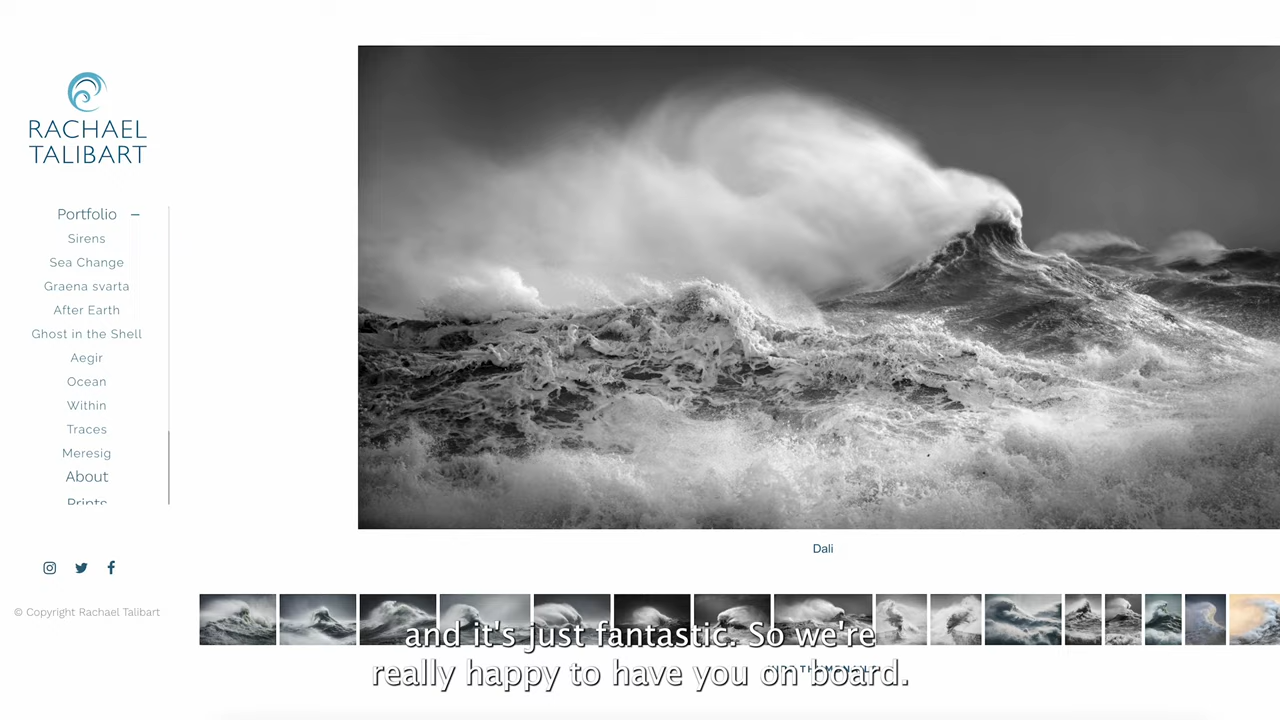 RACHAEL
TALIBART
Portfolio
Sirens
Sea Change
Graena svarta
After Earth
Ghost in the Shell
Aegir
Ocean
Within
Traces
Meresig
About
Prints
© Copyright Rachael Talibart
Dali
and it's just fantastic. So we're
really happy to have you on board.